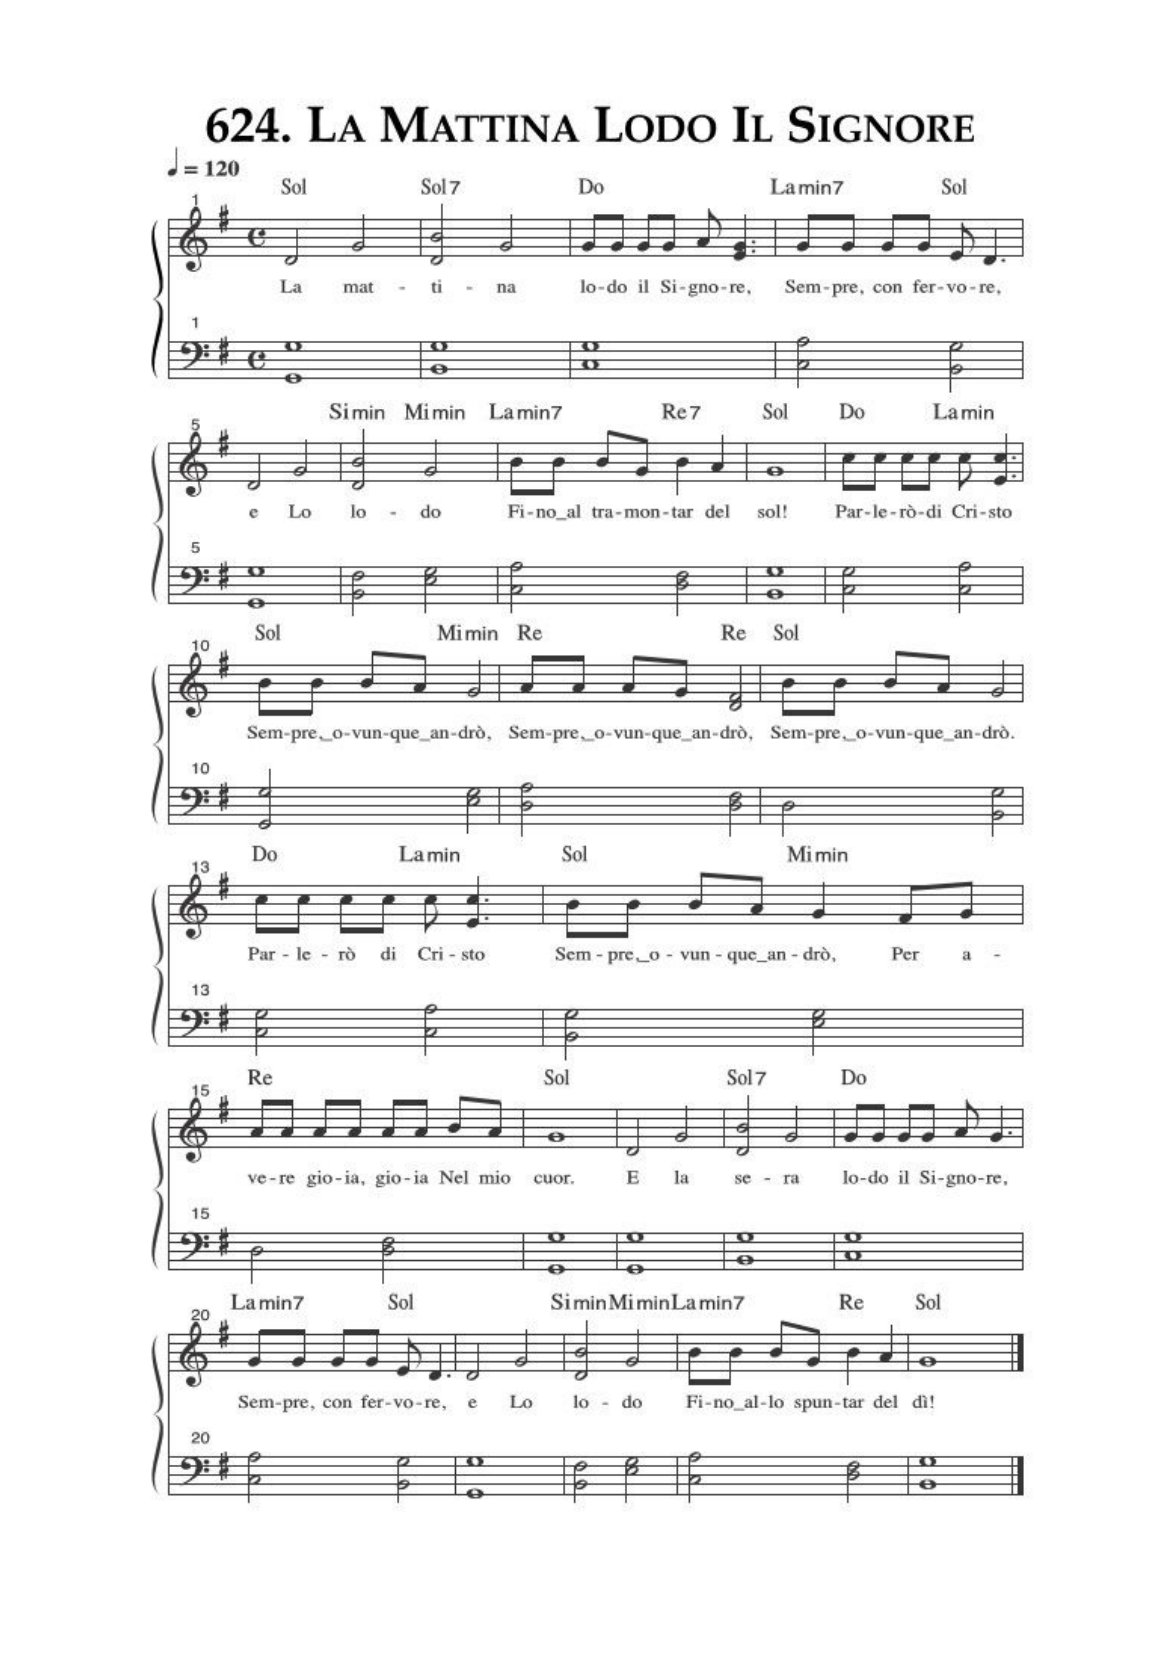 624. LA MATTINA LODO IL SIGNORE
= 120
Sol Sol7 Do Lamin7 Sol
1
La mat - ti - na lo-do il Si-gno-re, Sem-pre, con fer-vo-re,
1
Simin Mimin Lamin7 Re7 Sol Do Lamin
5
e Lo lo - do Fi-no_al tra-mon-tar del sol! Par-le-rò-di Cri-sto
5
Sol Mimin Re Re Sol
10
Sem-pre,_o-vun-que_an-drò, Sem-pre,_o-vun-que_an-drò, Sem-pre,_o-vun-que_an-drò.
10
Do Lamin Sol Mimin
13
Par - le - rò di Cri - sto Sem - pre,_o - vun - que_an - drò, Per a -
13
Re Sol Sol7 Do
15
ve-re gio-ia, gio-ia Nel mio cuor. E la se - ra lo-do il Si-gno-re,
15
Lamin7 Sol Simin Mimin Lamin7 Re Sol
20
Sem-pre, con fer-vo-re, e Lo lo - do Fi-no_al-lo spun-tar del dì!
20